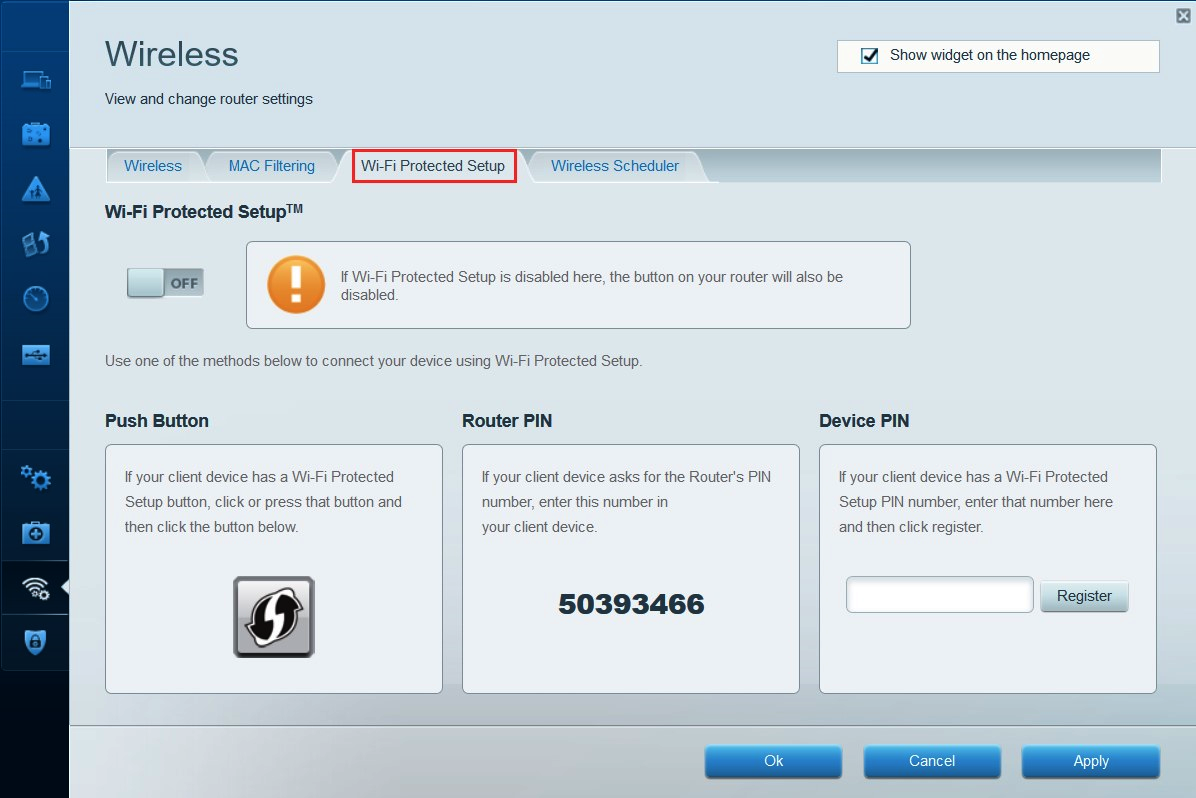 Wireless
Show widget on the homepage
View and change router settings
Wireless
MAC Filtering
Wi-Fi Protected Setup
Wireless Scheduler
Wi-Fi Protected Setup™
OFF
If Wi-Fi Protected Setup is disabled here, the button on your router will also be
disabled.
Use one of the methods below to connect your device using Wi-Fi Protected Setup.
Push Button
If your client device has a Wi-Fi Protected
Setup button, click or press that button and
then click the button below.
Router PIN
If your client device asks for the Router's PIN
number, enter this number in
your client device.
50393466
Device PIN
If your client device has a Wi-Fi Protected
Setup PIN number, enter that number here
and then click register.
Register
Ok
Cancel
Apply